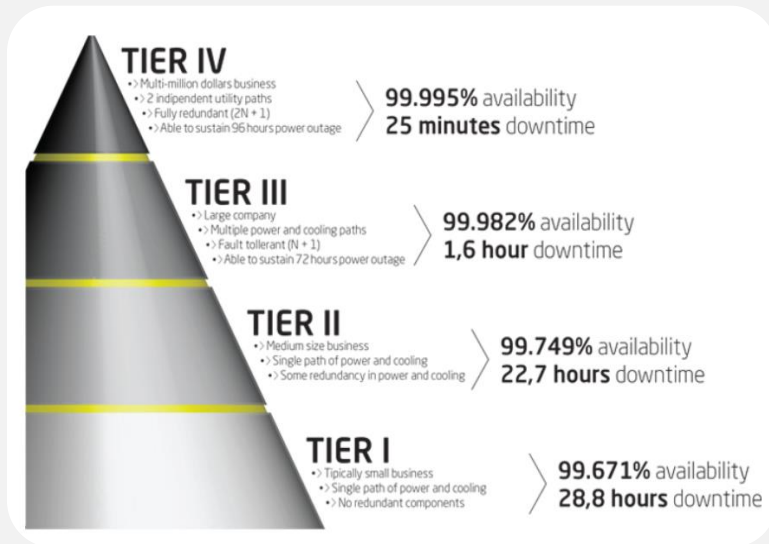 TIER IV
·> Multi-million dollars business
·> 2 indipendent utility paths
·> Fully redundant (2N + 1)
·> Able to sustain 96 hours power outage
99.995% availability
25 minutes downtime
TIER III
·> Large company
·> Multiple power and cooling paths
·> Fault tollerant (N + 1)
·> Able to sustain 72 hours power outage
99.982% availability
1,6 hour downtime
TIER II
·> Medium size business
·> Single path of power and cooling
·> Some redundancy in power and cooling
99.749% availability
22,7 hours downtime
TIER I
·> Tipically small business
·> Single path of power and cooling
·> No redundant components
99.671% availability
28,8 hours downtime